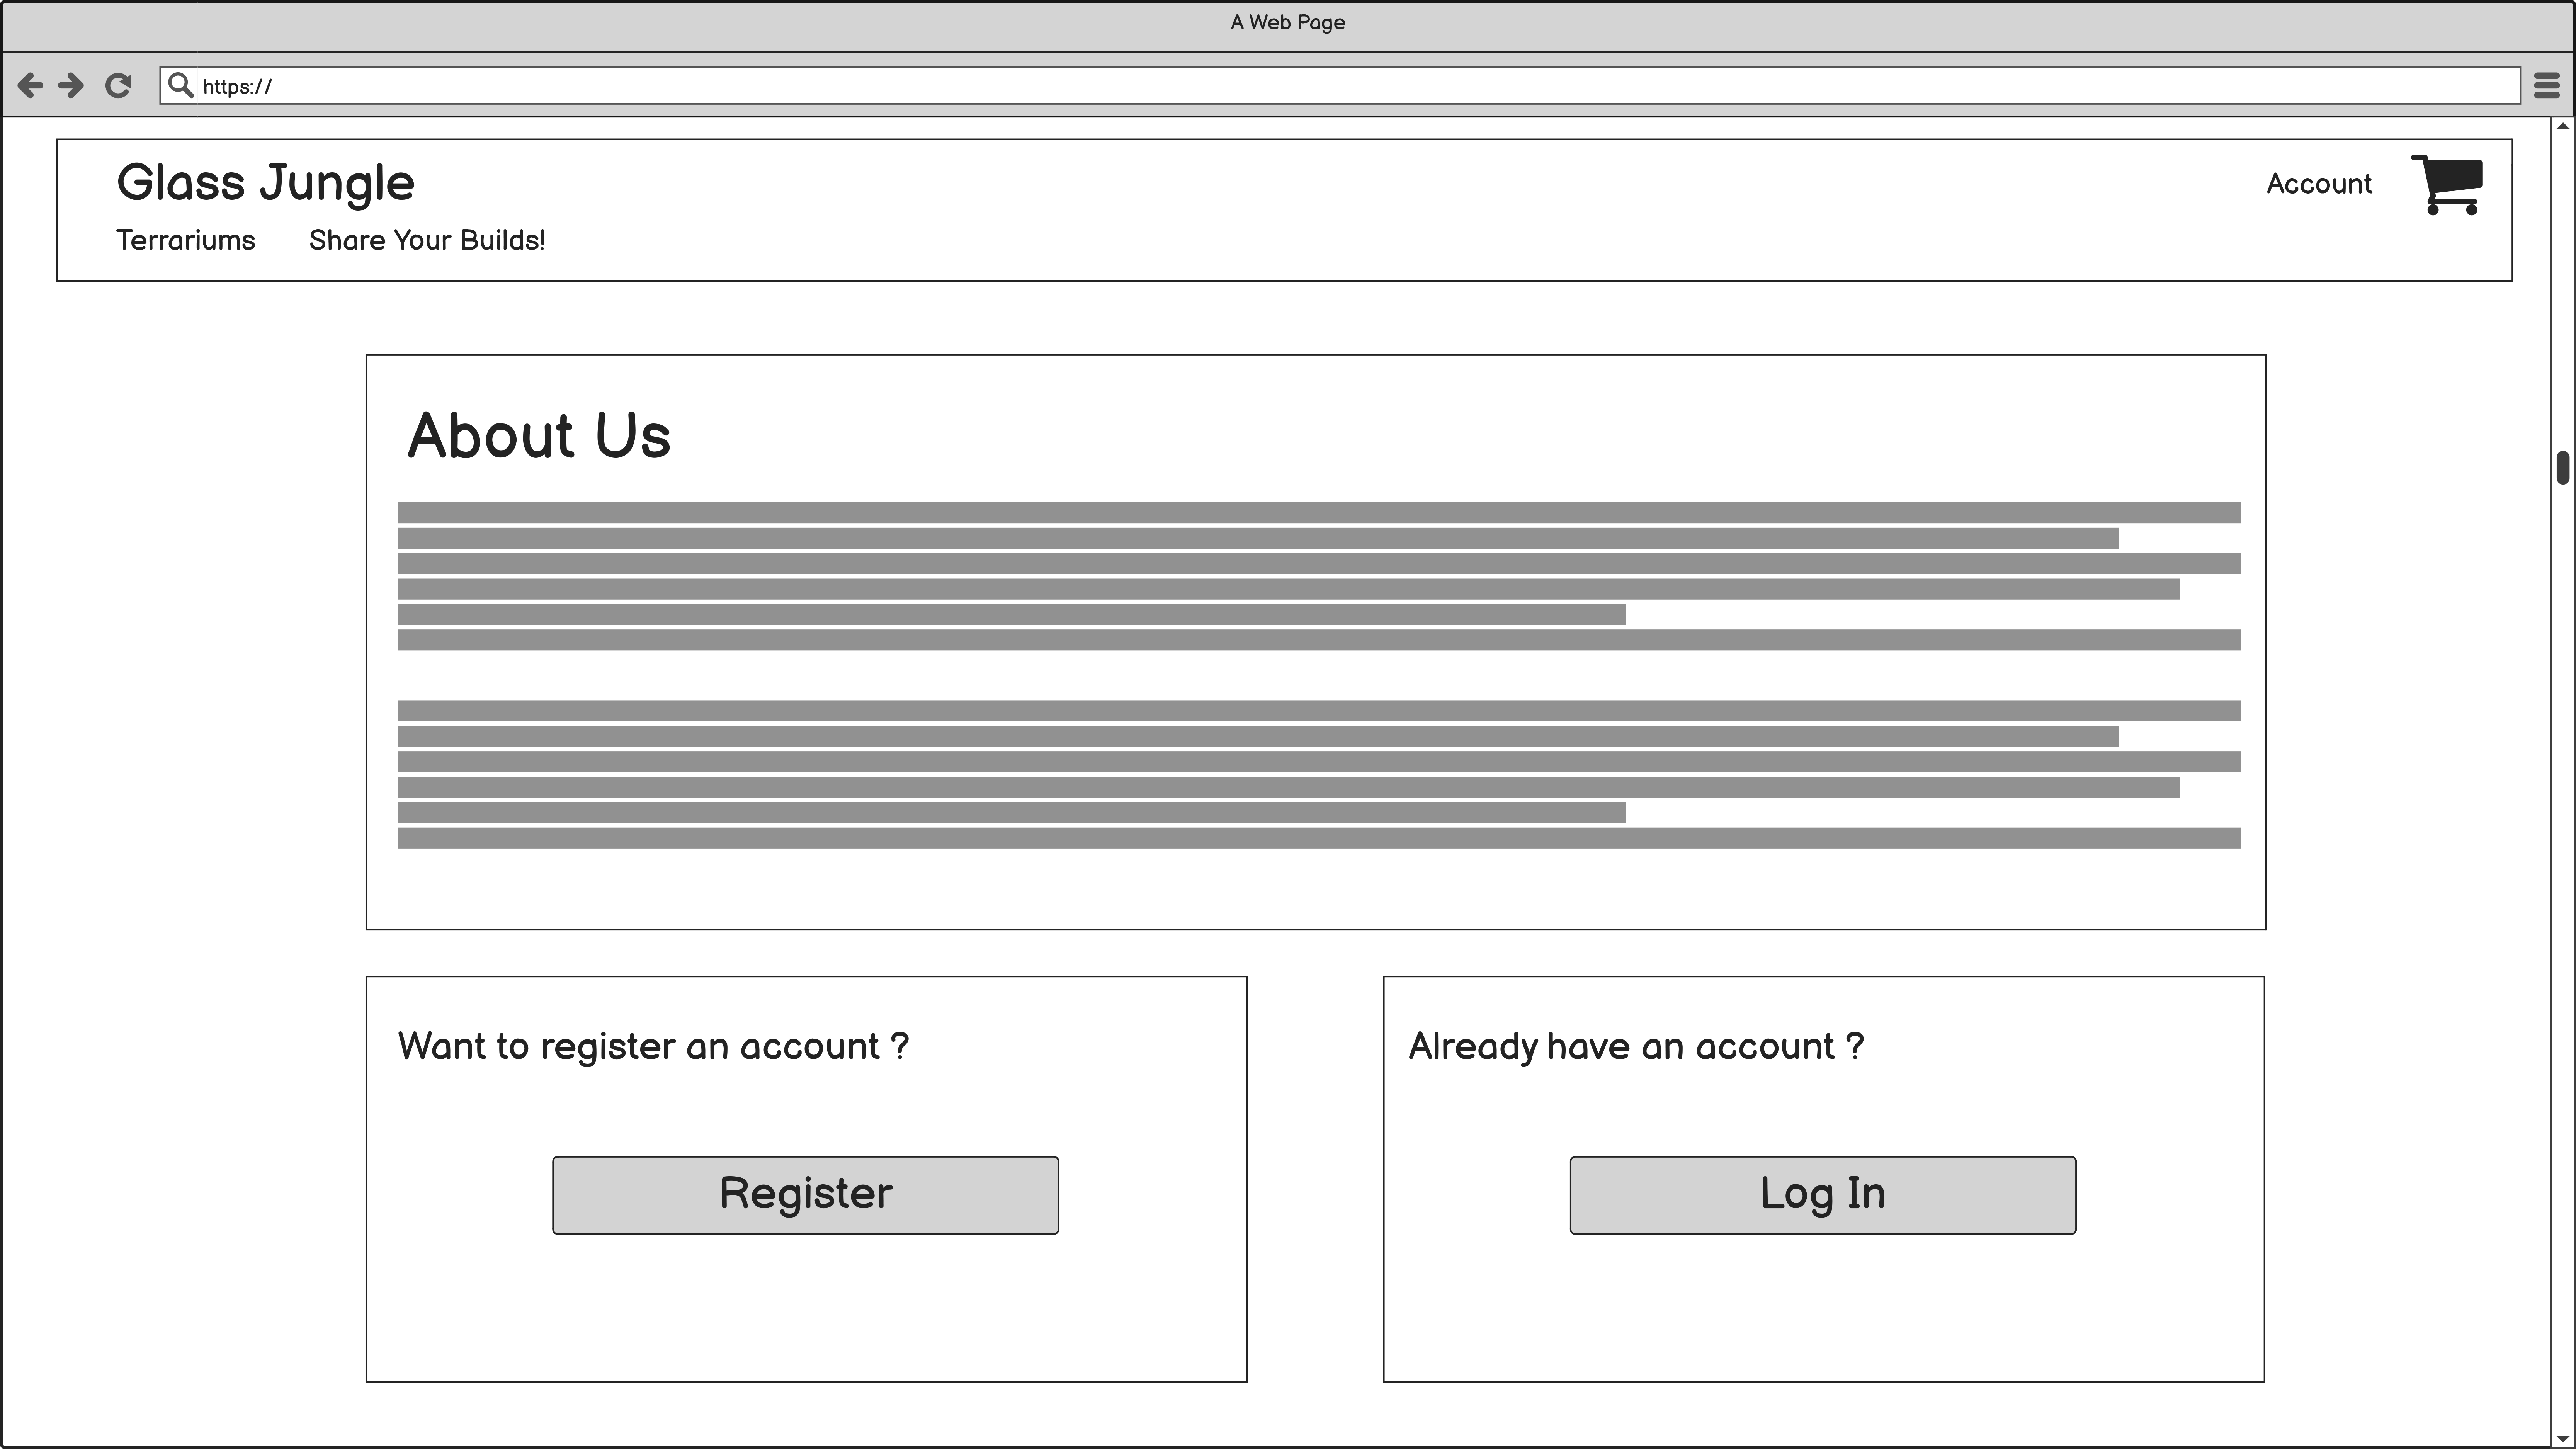 A Web Page
https://
Glass Jungle
Account
Terrariums Share Your Builds!
About Us
Want to register an account ?
Already have an account ?
Register
Log In